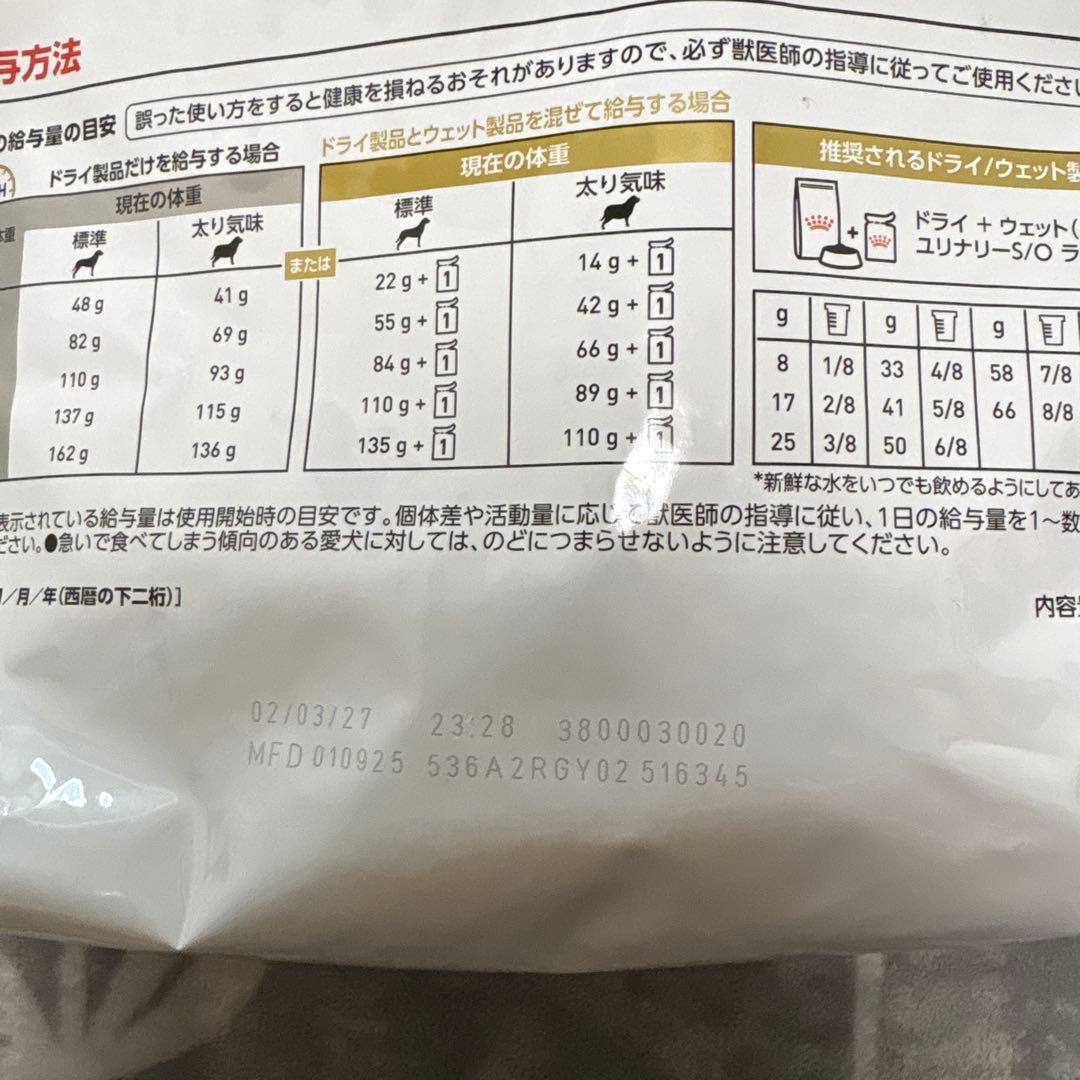 与方法
の給与量の目安
誤った使い方をすると健康を損ねるおそれがありますので、必ず獣医師の指導に従ってご使用くださ
ドライ製品だけを給与する場合
現在の体重
体重
標準 太り気味
48 g 41 g
82 g 69 g
110 g 93 g
137 g 115 g
162 g 136 g
または
ドライ製品とウェット製品を混ぜて給与する場合
現在の体重
標準 太り気味
22 g + 1 14 g + 1
55 g + 1 42 g + 1
84 g + 1 66 g + 1
110 g + 1 89 g + 1
135 g + 1 110 g + 1
推奨されるドライ/ウェット製
+
ドライ + ウェット(
ユリナリーS/O ラ
g g g
8 1/8 33 4/8 58 7/8
17 2/8 41 5/8 66 8/8
25 3/8 50 6/8
*新鮮な水をいつでも飲めるようにしてあ
表示されている給与量は使用開始時の目安です。個体差や活動量に応じて獣医師の指導に従い、1日の給与量を1〜数
ださい。●急いで食べてしまう傾向のある愛犬に対しては、のどにつまらせないように注意してください。
/月/年(西暦の下二桁)]
内容
02/03/27 23:28 3800030020
MFD 010925 536A2RGY02 516345